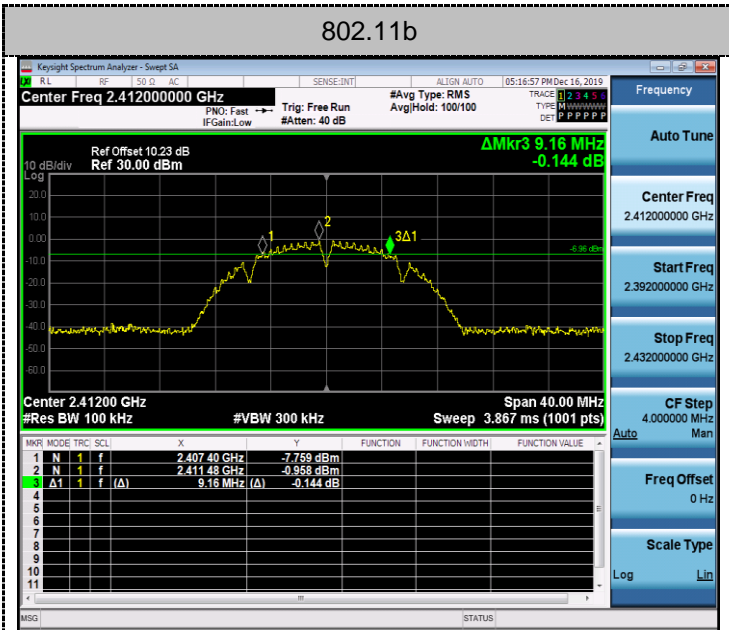 802.11b
Keysight Spectrum Analyzer - Swept SA
RL RF 50 Ω AC SENSE:INT ALIGN AUTO 05:16:57 PM Dec 16, 2019
Center Freq 2.412000000 GHz
PNO: Fast
IFGain:Low
Trig: Free Run
#Atten: 40 dB
#Avg Type: RMS
Avg|Hold: 100/100
TRACE 1 2 3 4 5 6
TYPE M WWWWW
DET P P P P P P
Frequency
Auto Tune
Center Freq
2.412000000 GHz
Start Freq
2.392000000 GHz
Stop Freq
2.432000000 GHz
CF Step
4.000000 MHz
Auto Man
Freq Offset
0 Hz
Scale Type
Log Lin
ΔMkr3 9.16 MHz
-0.144 dB
Ref Offset 10.23 dB
10 dB/div Ref 30.00 dBm
Log
20.0
10.0
0.00
-10.0
-20.0
-30.0
-40.0
-50.0
-60.0
1
2
3Δ1
-6.96 dBm
Center 2.41200 GHz Span 40.00 MHz
#Res BW 100 kHz #VBW 300 kHz Sweep 3.867 ms (1001 pts)
MKR MODE TRC SCL X Y FUNCTION FUNCTION WIDTH FUNCTION VALUE
1 N 1 f 2.407 40 GHz -7.759 dBm
2 N 1 f 2.411 48 GHz -0.958 dBm
3 Δ1 1 f (Δ) 9.16 MHz (Δ) -0.144 dB
4
5
6
7
8
9
10
11
MSG STATUS